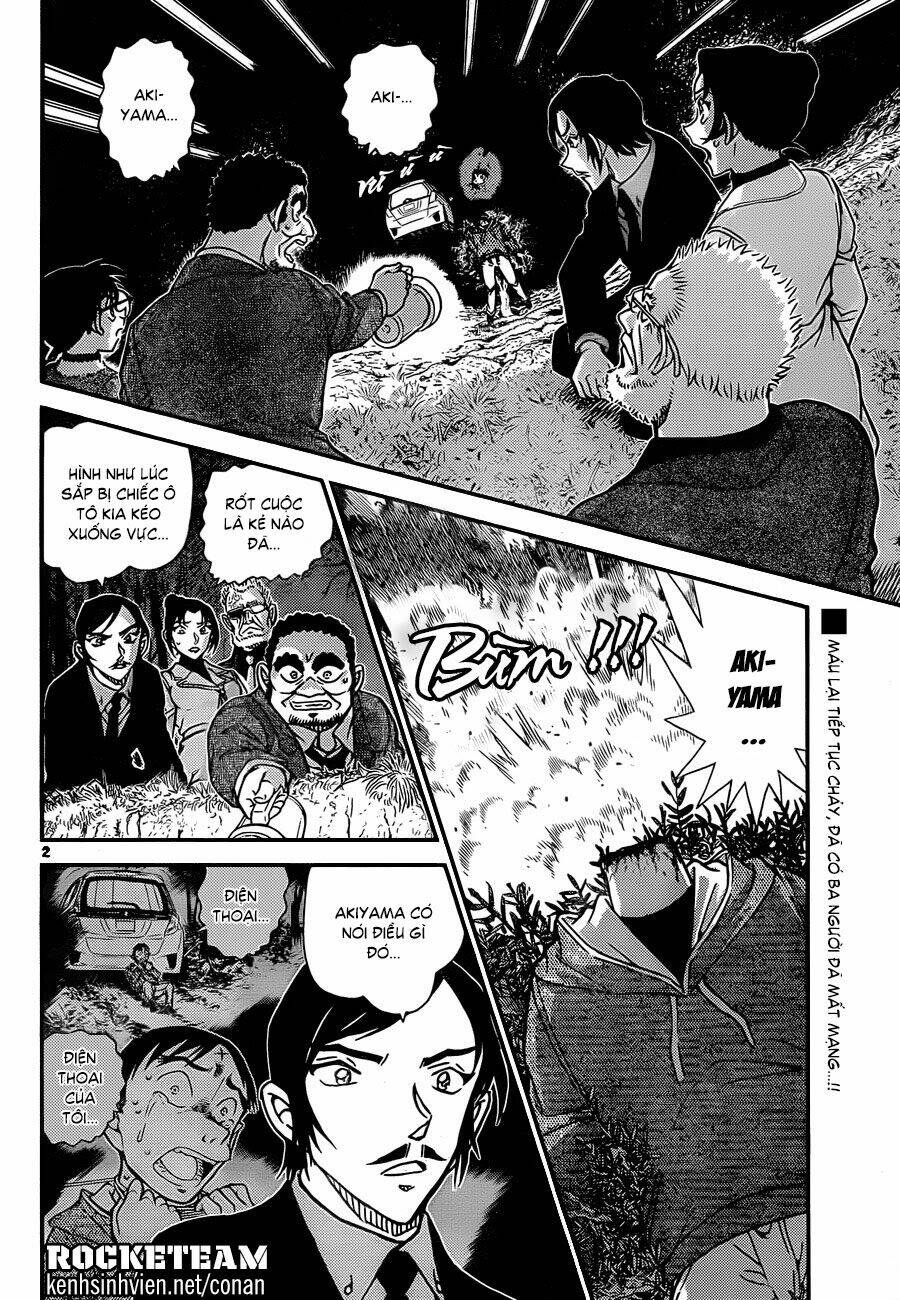 AKI-...
AKI-
YAMA...
VÙ Ù Ù
AKI-
YAMA
...
BÙM !!!
MÁU LẠI TIẾP TỤC CHẢY, ĐÃ CÓ BA NGƯỜI ĐÃ MẤT MẠNG...!!
RỐT CUỘC
LÀ KẺ NÀO
ĐÃ...
HÌNH NHƯ LÚC
SẮP BỊ CHIẾC Ô
TÔ KIA KÉO
XUỐNG VỰC...
2
AKIYAMA CÓ
NÓI ĐIỀU GÌ
ĐÓ...
ĐIỆN
THOẠI...
ĐIỆN
THOẠI
CỦA
TÔI...
ROCKETEAM
kenhsinhvien.net/conan